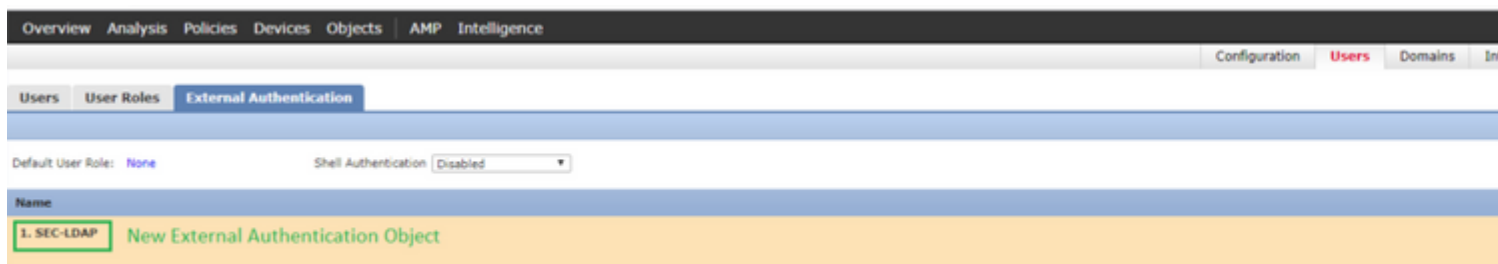 Overview Analysis Policies Devices Objects AMP Intelligence
Configuration Users Domains
Users User Roles External Authentication
Default User Role: None Shell Authentication Disabled
Name
1. SEC-LDAP New External Authentication Object